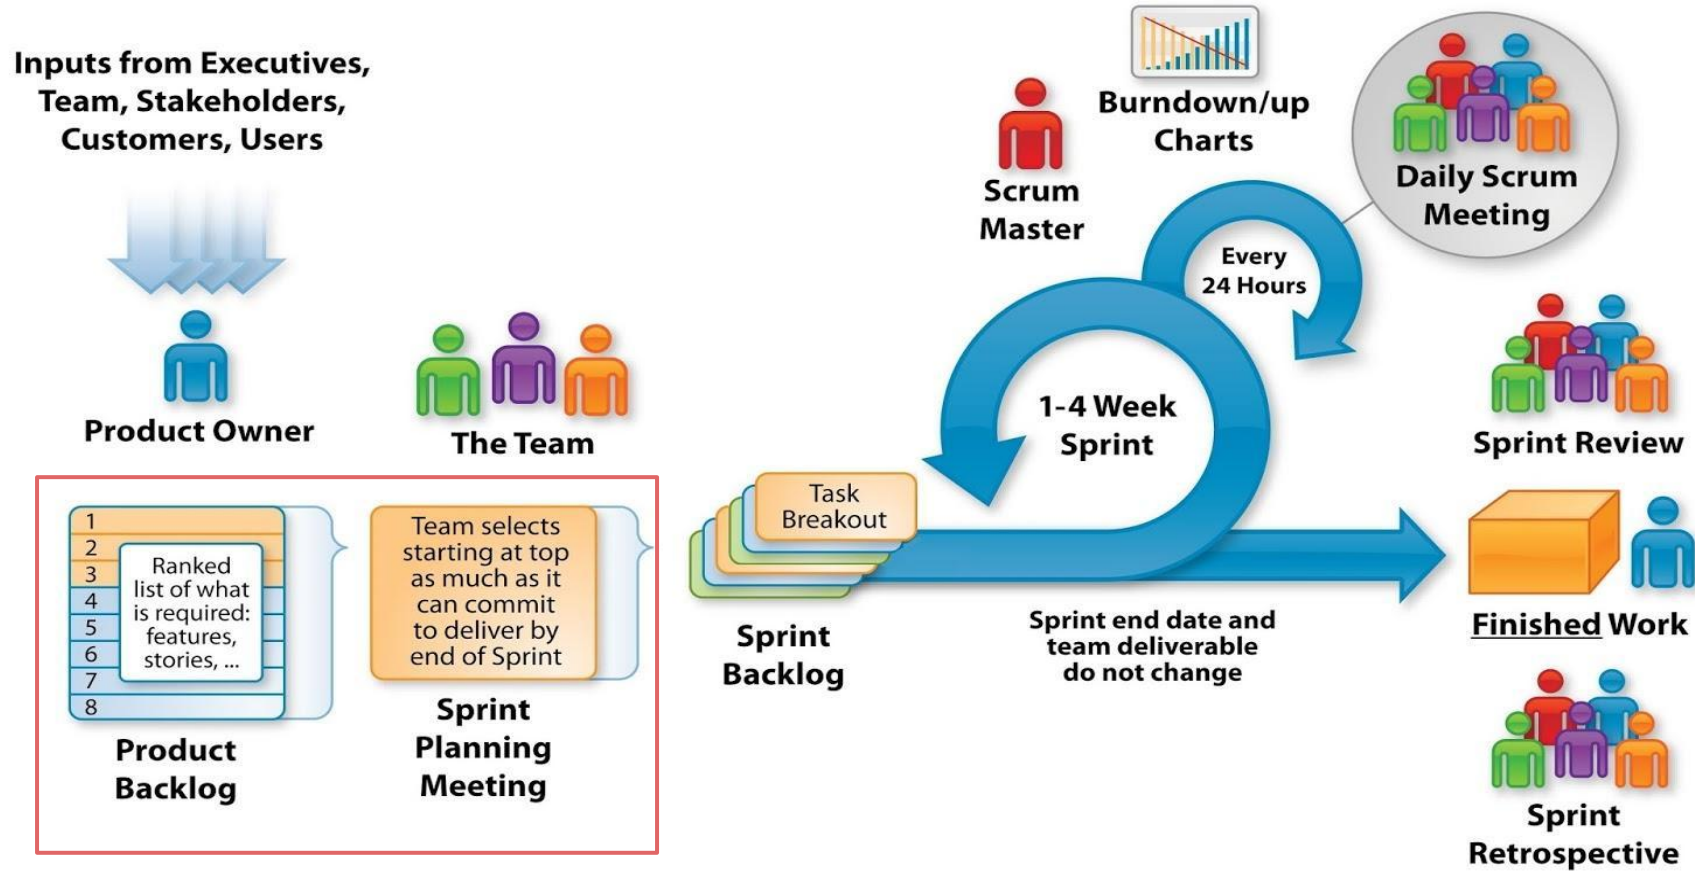 Inputs from Executives,
Team, Stakeholders,
Customers, Users
Product Owner
The Team
1
2
3
4
5
6
7
8
Ranked
list of what
is required:
features,
stories, ...
Product
Backlog
Team selects
starting at top
as much as it
can commit
to deliver by
end of Sprint
Sprint
Planning
Meeting
Task
Breakout
Sprint
Backlog
Scrum
Master
Burndown/up
Charts
Daily Scrum
Meeting
Every
24 Hours
1-4 Week
Sprint
Sprint end date and
team deliverable
do not change
Sprint Review
Finished Work
Sprint
Retrospective